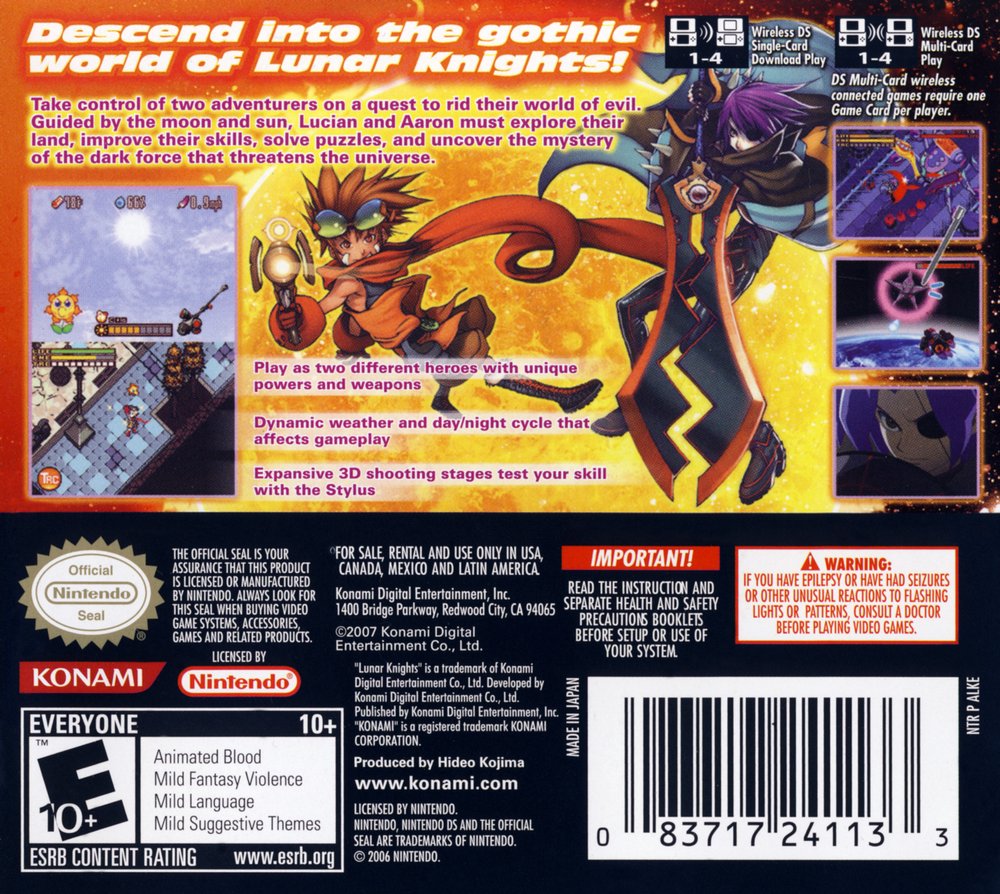 Descend into the gothic
world of Lunar Knights!
Take control of two adventurers on a quest to rid their world of evil.
Guided by the moon and sun, Lucian and Aaron must explore their
land, improve their skills, solve puzzles, and uncover the mystery
of the dark force that threatens the universe.
1-4
Wireless DS
Single-Card
Download Play
1-4
Wireless DS
Multi-Card
Play
DS Multi-Card wireless
connected games require one
Game Card per player.
Play as two different heroes with unique
powers and weapons
Dynamic weather and day/night cycle that
affects gameplay
Expansive 3D shooting stages test your skill
with the Stylus
TRC
Official
Nintendo
Seal
®
THE OFFICIAL SEAL IS YOUR
ASSURANCE THAT THIS PRODUCT
IS LICENSED OR MANUFACTURED
BY NINTENDO. ALWAYS LOOK FOR
THIS SEAL WHEN BUYING VIDEO
GAME SYSTEMS, ACCESSORIES,
GAMES AND RELATED PRODUCTS.
LICENSED BY
Nintendo®
KONAMI
EVERYONE 10+
™
E
10+
Animated Blood
Mild Fantasy Violence
Mild Language
Mild Suggestive Themes
ESRB CONTENT RATING www.esrb.org
FOR SALE, RENTAL AND USE ONLY IN USA,
CANADA, MEXICO AND LATIN AMERICA.
Konami Digital Entertainment, Inc.
1400 Bridge Parkway, Redwood City, CA 94065
©2007 Konami Digital
Entertainment Co., Ltd.
"Lunar Knights" is a trademark of Konami
Digital Entertainment Co., Ltd. Developed by
Konami Digital Entertainment Co., Ltd.
Published by Konami Digital Entertainment, Inc.
"KONAMI" is a registered trademark KONAMI
CORPORATION.
Produced by Hideo Kojima
www.konami.com
LICENSED BY NINTENDO.
NINTENDO, NINTENDO DS AND THE OFFICIAL
SEAL ARE TRADEMARKS OF NINTENDO.
© 2006 NINTENDO.
IMPORTANT!
READ THE INSTRUCTION AND
SEPARATE HEALTH AND SAFETY
PRECAUTIONS BOOKLETS
BEFORE SETUP OR USE OF
YOUR SYSTEM.
WARNING:
IF YOU HAVE EPILEPSY OR HAVE HAD SEIZURES
OR OTHER UNUSUAL REACTIONS TO FLASHING
LIGHTS OR PATTERNS, CONSULT A DOCTOR
BEFORE PLAYING VIDEO GAMES.
MADE IN JAPAN
NTR P ALKE
0 83717 24113 3